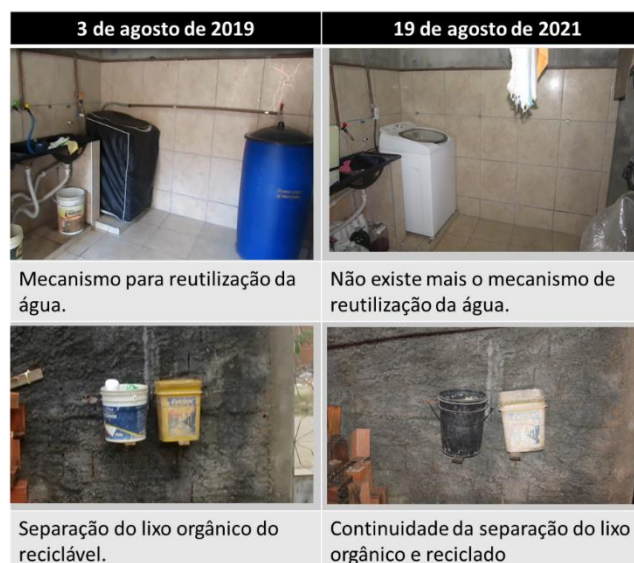 3 de agosto de 2019
19 de agosto de 2021
Mecanismo para reutilização da
água.
Não existe mais o mecanismo de
reutilização da água.
Separação do lixo orgânico do
reciclável.
Continuidade da separação do lixo
orgânico e reciclado